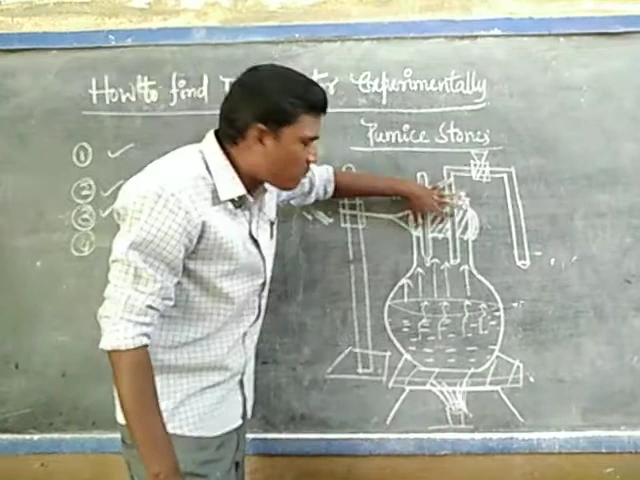 How to find Experimentally
Pumice Stones
① ✓
② ✓
③ ✓
④